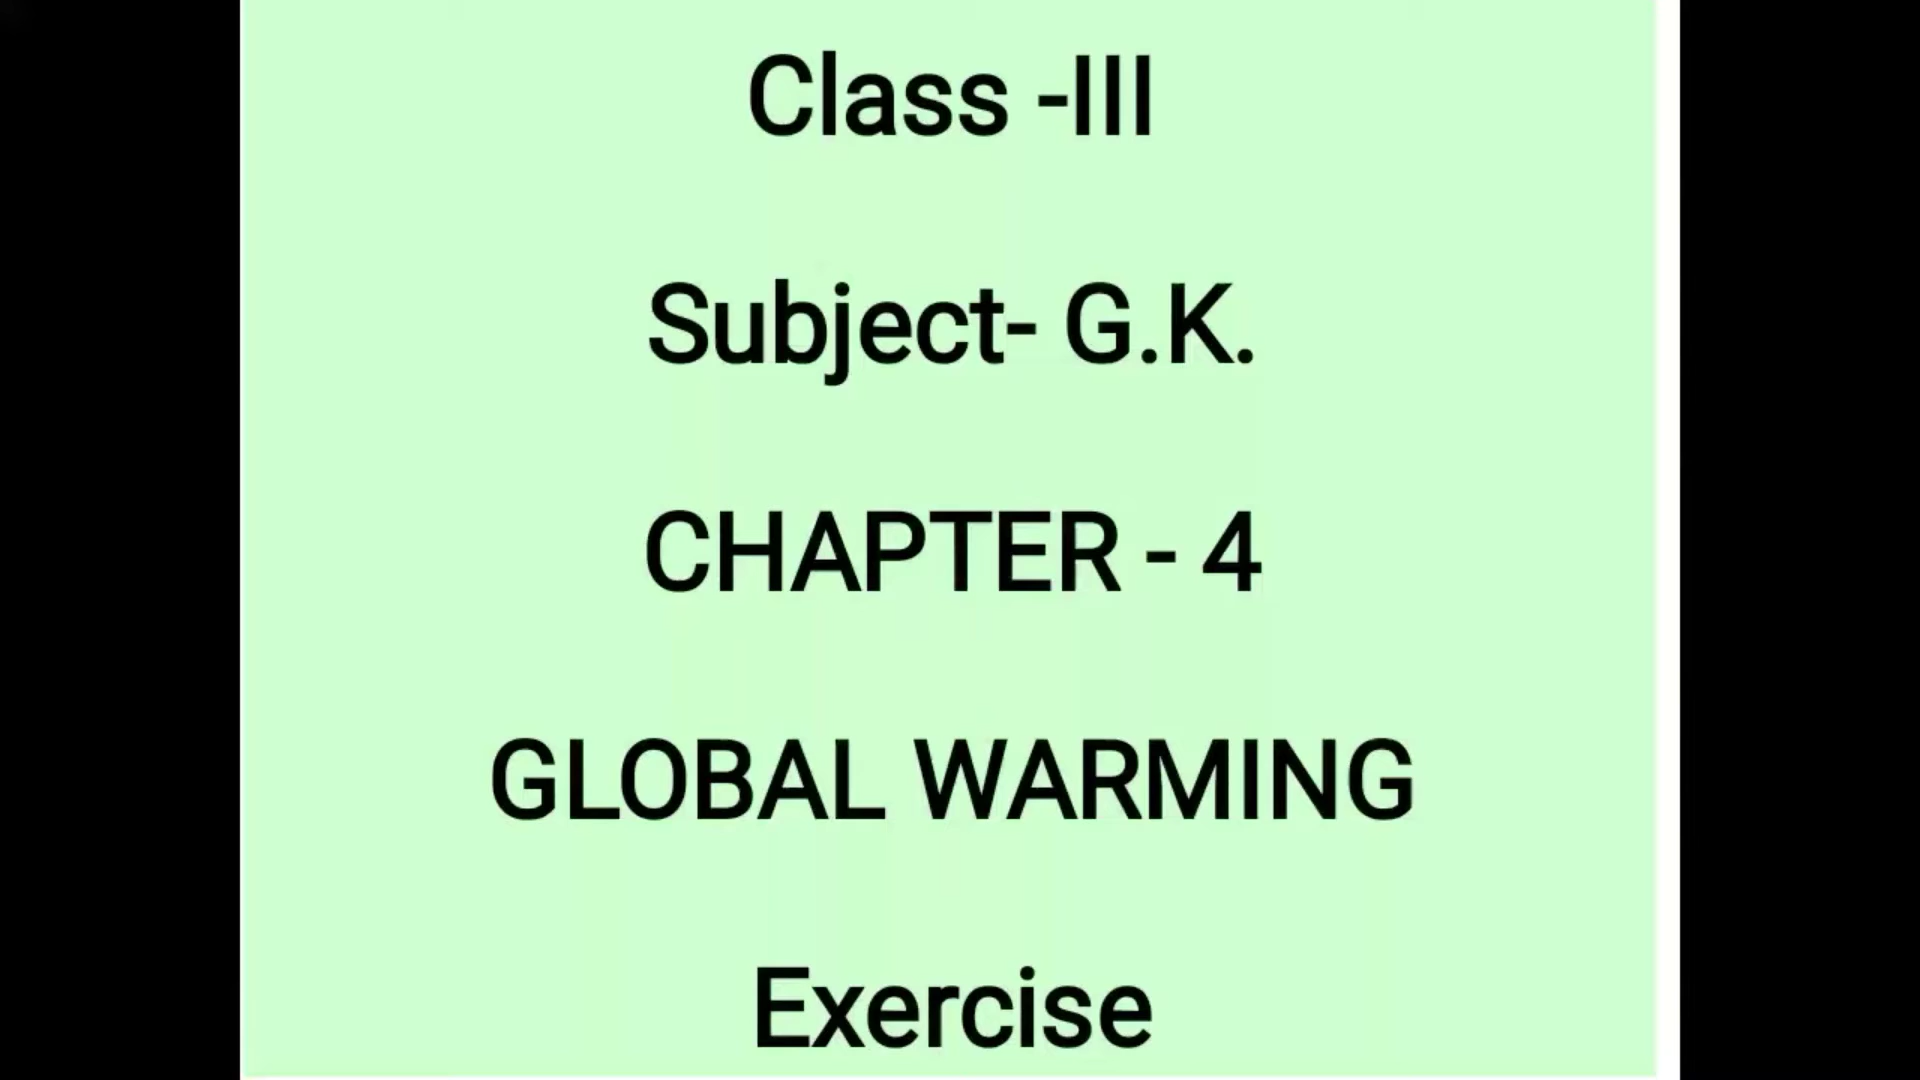 Class -III
Subject- G.K.
CHAPTER - 4
GLOBAL WARMING
Exercise